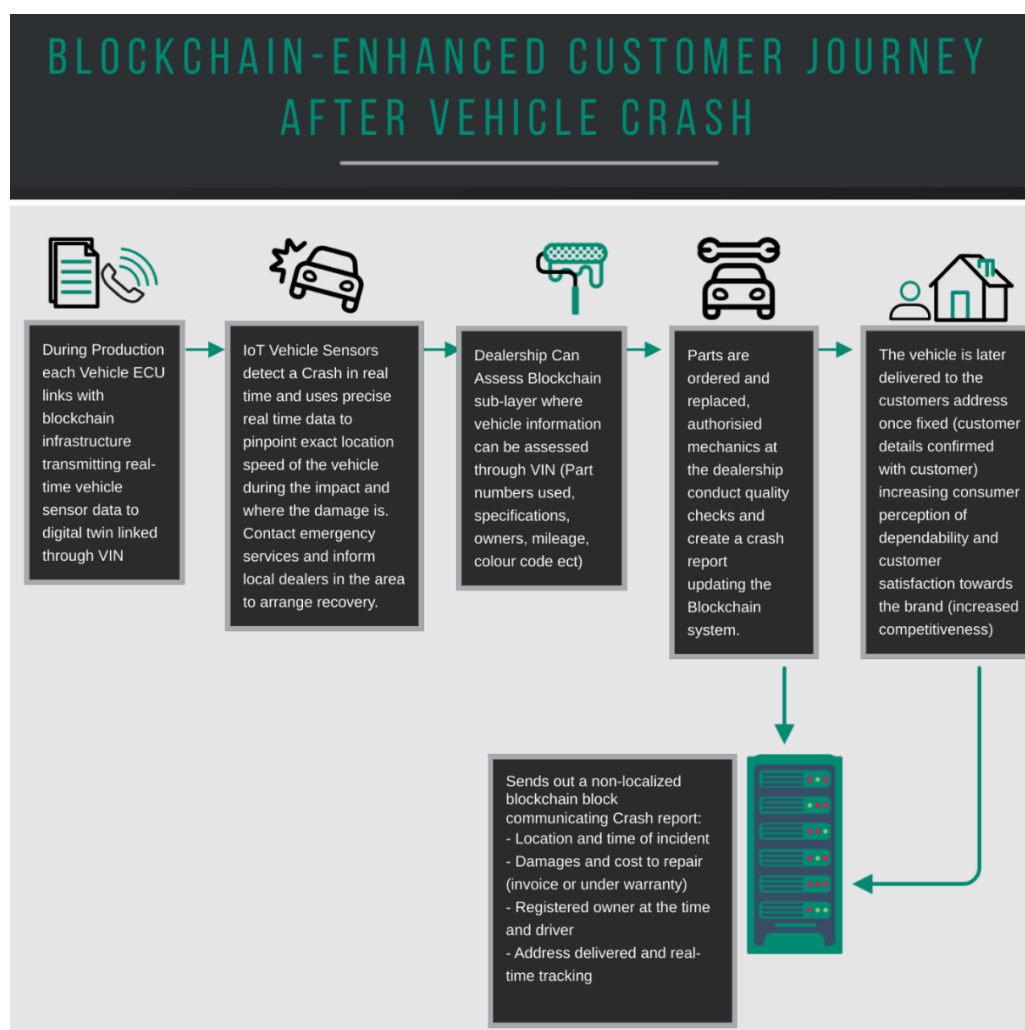 BLOCKCHAIN-ENHANCED CUSTOMER JOURNEY
AFTER VEHICLE CRASH
During Production
each Vehicle ECU
links with
blockchain
infrastructure
transmitting real-
time vehicle
sensor data to
digital twin linked
through VIN
IoT Vehicle Sensors
detect a Crash in real
time and uses precise
real time data to
pinpoint exact location
speed of the vehicle
during the impact and
where the damage is.
Contact emergency
services and inform
local dealers in the area
to arrange recovery.
Dealership Can
Assess Blockchain
sub-layer where
vehicle information
can be assessed
through VIN (Part
numbers used,
specifications,
owners, mileage,
colour code ect)
Parts are
ordered and
replaced,
authorisied
mechanics at
the dealership
conduct quality
checks and
create a crash
report
updating the
Blockchain
system.
The vehicle is later
delivered to the
customers address
once fixed (customer
details confirmed
with customer)
increasing consumer
perception of
dependability and
customer
satisfaction towards
the brand (increased
competitiveness)
Sends out a non-localized
blockchain block
communicating Crash report:
- Location and time of incident
- Damages and cost to repair
(invoice or under warranty)
- Registered owner at the time
and driver
- Address delivered and real-
time tracking